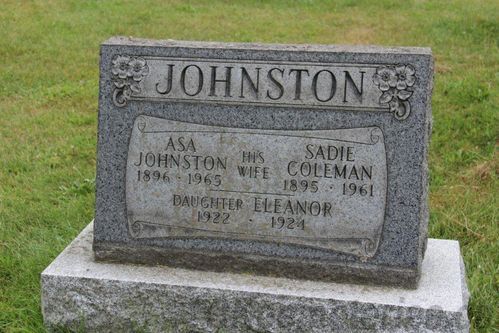 JOHNSTON
ASA
JOHNSTON
1896 · 1965
HIS
WIFE
SADIE
COLEMAN
1895 · 1961
DAUGHTER ELEANOR
1922 · 1924